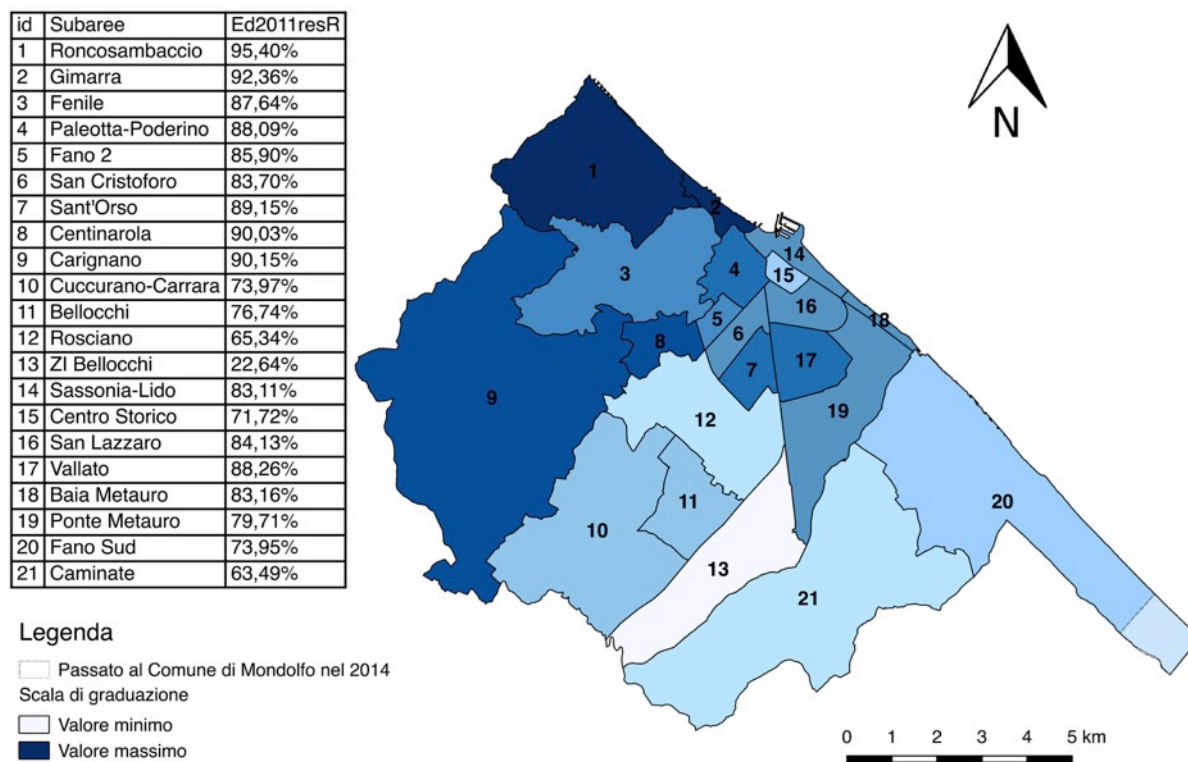 id Subaree Ed2011resR
1 Roncosambaccio 95,40%
2 Gimarra 92,36%
3 Fenile 87,64%
4 Paleotta-Poderino 88,09%
5 Fano 2 85,90%
6 San Cristoforo 83,70%
7 Sant'Orso 89,15%
8 Centinarola 90,03%
9 Carignano 90,15%
10 Cuccurano-Carrara 73,97%
11 Bellocchi 76,74%
12 Rosciano 65,34%
13 ZI Bellocchi 22,64%
14 Sassonia-Lido 83,11%
15 Centro Storico 71,72%
16 San Lazzaro 84,13%
17 Vallato 88,26%
18 Baia Metauro 83,16%
19 Ponte Metauro 79,71%
20 Fano Sud 73,95%
21 Caminate 63,49%
Legenda
Passato al Comune di Mondolfo nel 2014
Scala di graduazione
Valore minimo
Valore massimo
N
1
2
14
3
4
15
16
5
18
6
8
17
7
9
19
12
20
11
10
13
21
0 1 2 3 4 5 km